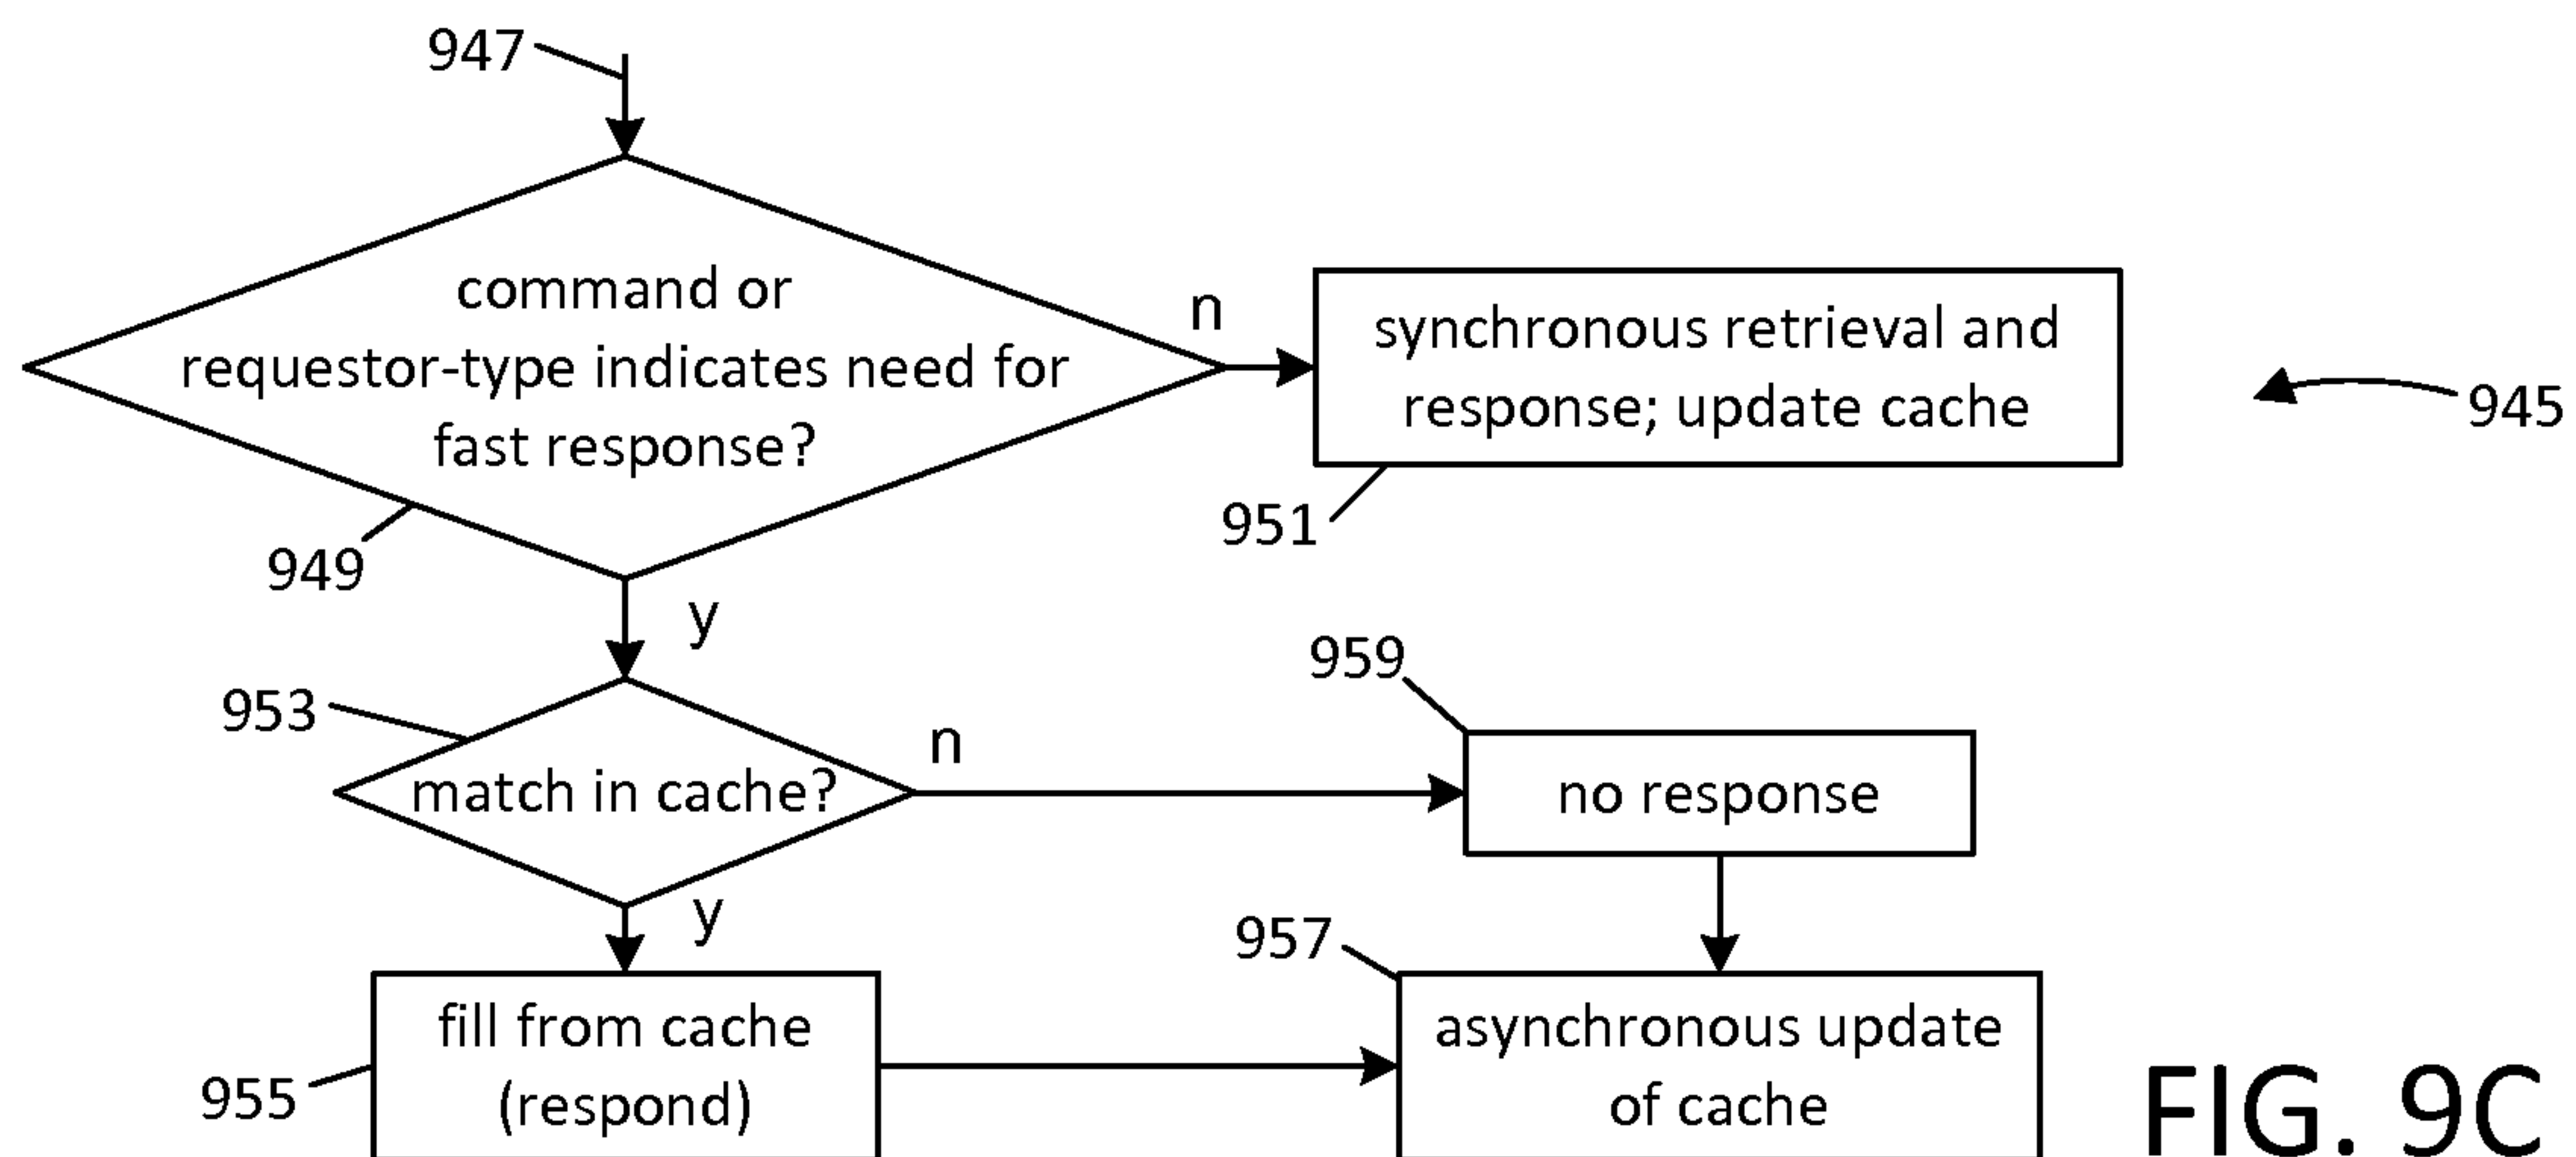 947
command or
requestor-type indicates need for
fast response?
n
synchronous retrieval and
response; update cache
945
951
949
y
959
953
n
match in cache?
no response
y
957
fill from cache
(respond)
955
asynchronous update
of cache
FIG. 9C